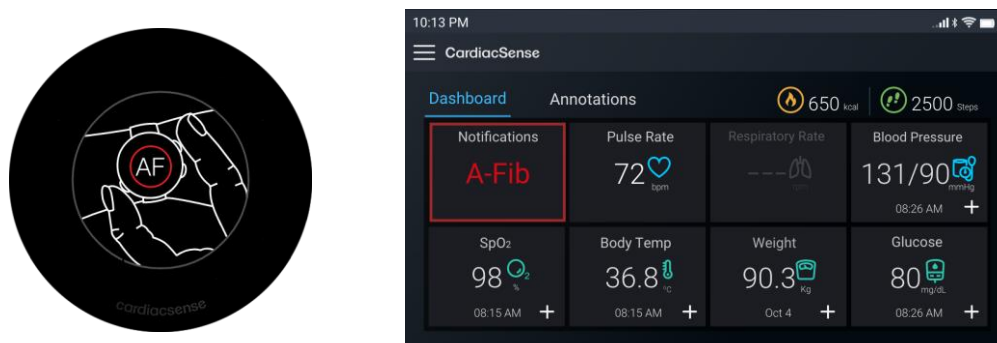 AF
cardiacsense
10:13 PM
CardiacSense
Dashboard Annotations 650 kcal 2500 Steps
Notifications Pulse Rate Respiratory Rate Blood Pressure
A-Fib 72 bpm --- rpm 131/90 mmHg
08:26 AM +
SpO₂ Body Temp Weight Glucose
98 O₂ % 36.8 °C 90.3 Kg 80 mg/dL
08:15 AM + 08:15 AM + Oct 4 + 08:26 AM +